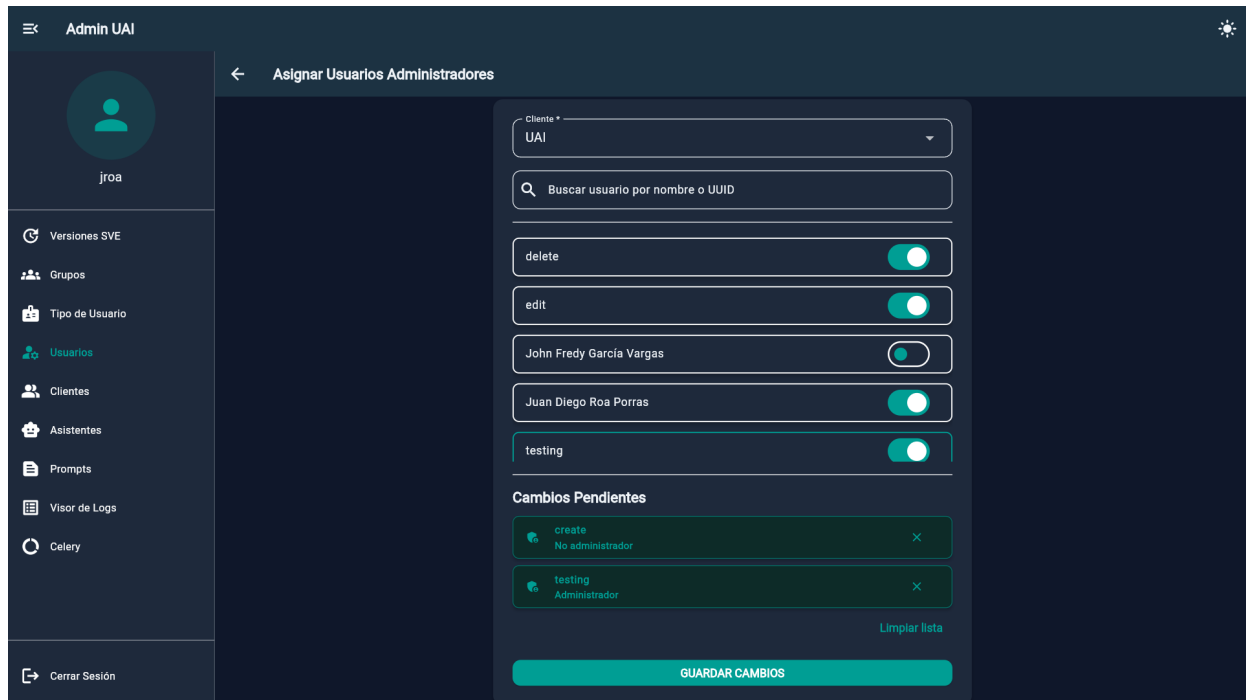 Admin UAI
jroa
Versiones SVE
Grupos
Tipo de Usuario
Usuarios
Clientes
Asistentes
Prompts
Visor de Logs
Celery
Cerrar Sesión
Asignar Usuarios Administradores
Cliente *
UAI
Buscar usuario por nombre o UUID
delete
edit
John Fredy García Vargas
Juan Diego Roa Porras
testing
Cambios Pendientes
create
No administrador
testing
Administrador
Limpiar lista
GUARDAR CAMBIOS